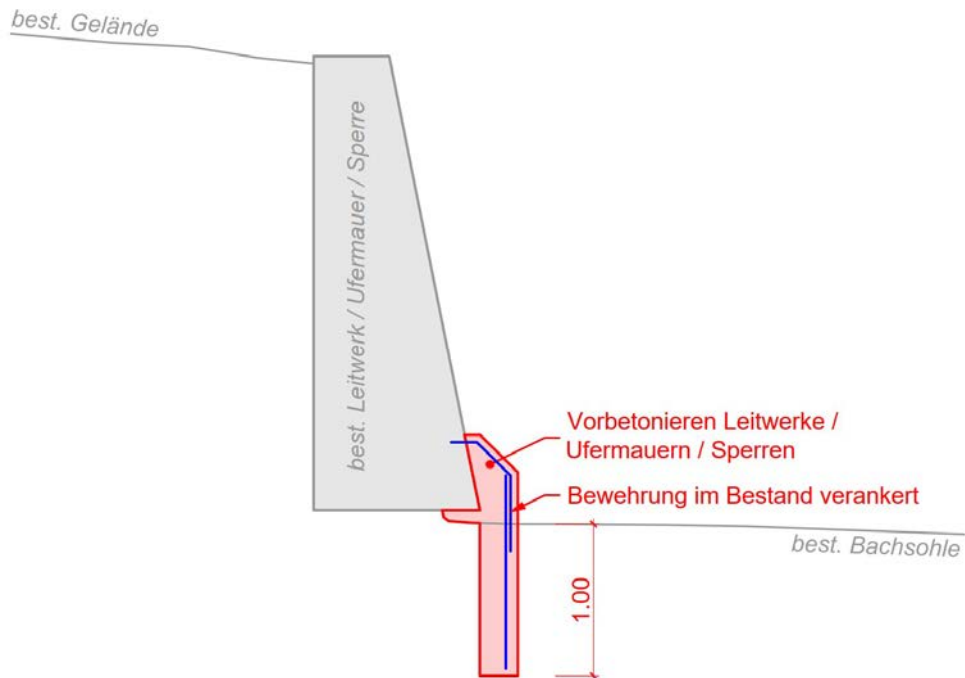 best. Gelände
best. Leitwerk / Ufermauer / Sperre
Vorbetonieren Leitwerke /
Ufermauern / Sperren
Bewehrung im Bestand verankert
best. Bachsohle
1.00